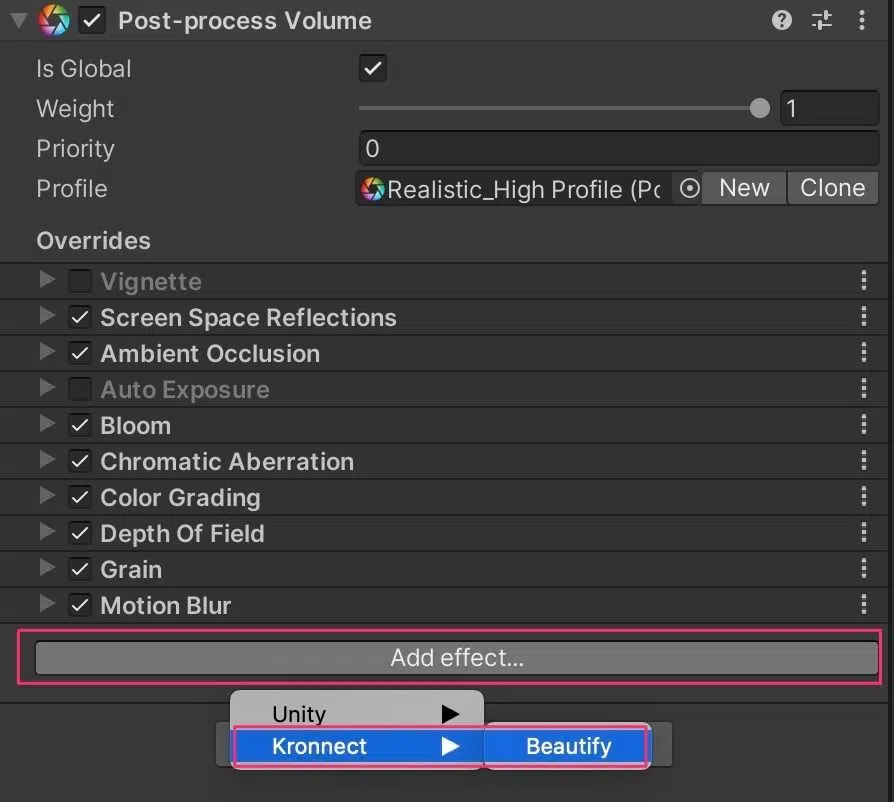 Post-process Volume
Is Global
Weight 1
Priority 0
Profile Realistic_High Profile (Pc New Clone
Overrides
Vignette
Screen Space Reflections
Ambient Occlusion
Auto Exposure
Bloom
Chromatic Aberration
Color Grading
Depth Of Field
Grain
Motion Blur
Add effect...
Unity
Kronnect Beautify